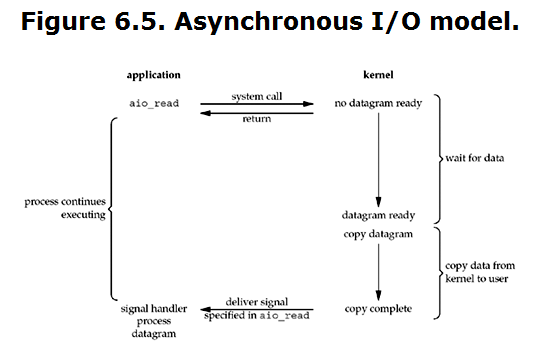 Figure 6.5. Asynchronous I/O model.
application
kernel
aio_read
system call
return
no datagram ready
wait for data
process continues
executing
datagram ready
copy datagram
copy data from
kernel to user
signal handler
process
datagram
deliver signal
specified in aio_read
copy complete